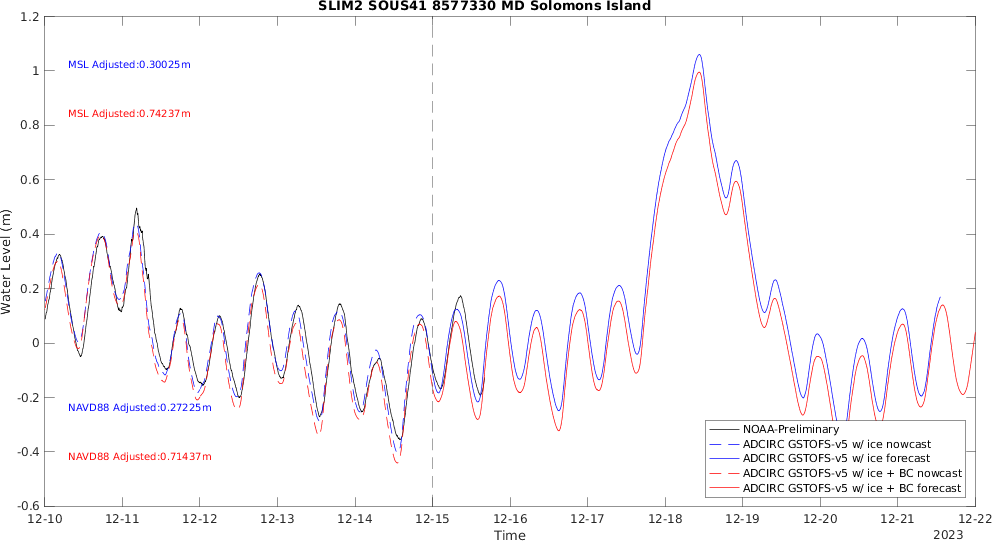 SLIM2 SOUS41 8577330 MD Solomons Island
1.2
1
0.8
0.6
0.4
0.2
0
-0.2
-0.4
-0.6
Water Level (m)
MSL Adjusted:0.30025m
MSL Adjusted:0.74237m
NAVD88 Adjusted:0.27225m
NAVD88 Adjusted:0.71437m
NOAA-Preliminary
ADCIRC GSTOFS-v5 w/ ice nowcast
ADCIRC GSTOFS-v5 w/ ice forecast
ADCIRC GSTOFS-v5 w/ ice + BC nowcast
ADCIRC GSTOFS-v5 w/ ice + BC forecast
12-10 12-11 12-12 12-13 12-14 12-15 12-16 12-17 12-18 12-19 12-20 12-21 12-22
Time
2023